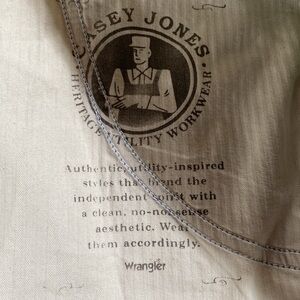 CASEY JONES
HERITAGE UTILITY WORKWEAR
Authentic utility-inspired
styles that blend the
independent spirit with
a clean, no-nonsense
aesthetic. Wear
them accordingly.
Wrangler